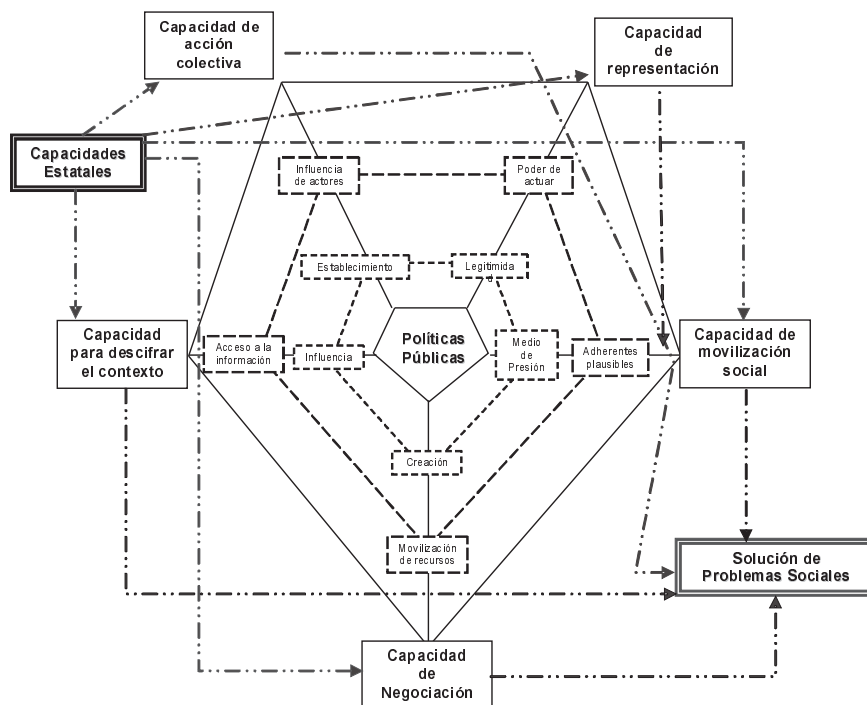 Capacidad de
acción
colectiva
Capacidad
de
representación
Capacidades
Estatales
Influencia
de actores
Poder de
actuar
Establecimiento
Legitimida
d
Capacidad
para descifrar
el contexto
Acceso a la
información
Influencia
Políticas
Públicas
Medio
de
Presión
Adherentes
plausibles
Capacidad de
movilización
social
Creación
Movilización
de recursos
Solución de
Problemas Sociales
Capacidad
de
Negociación